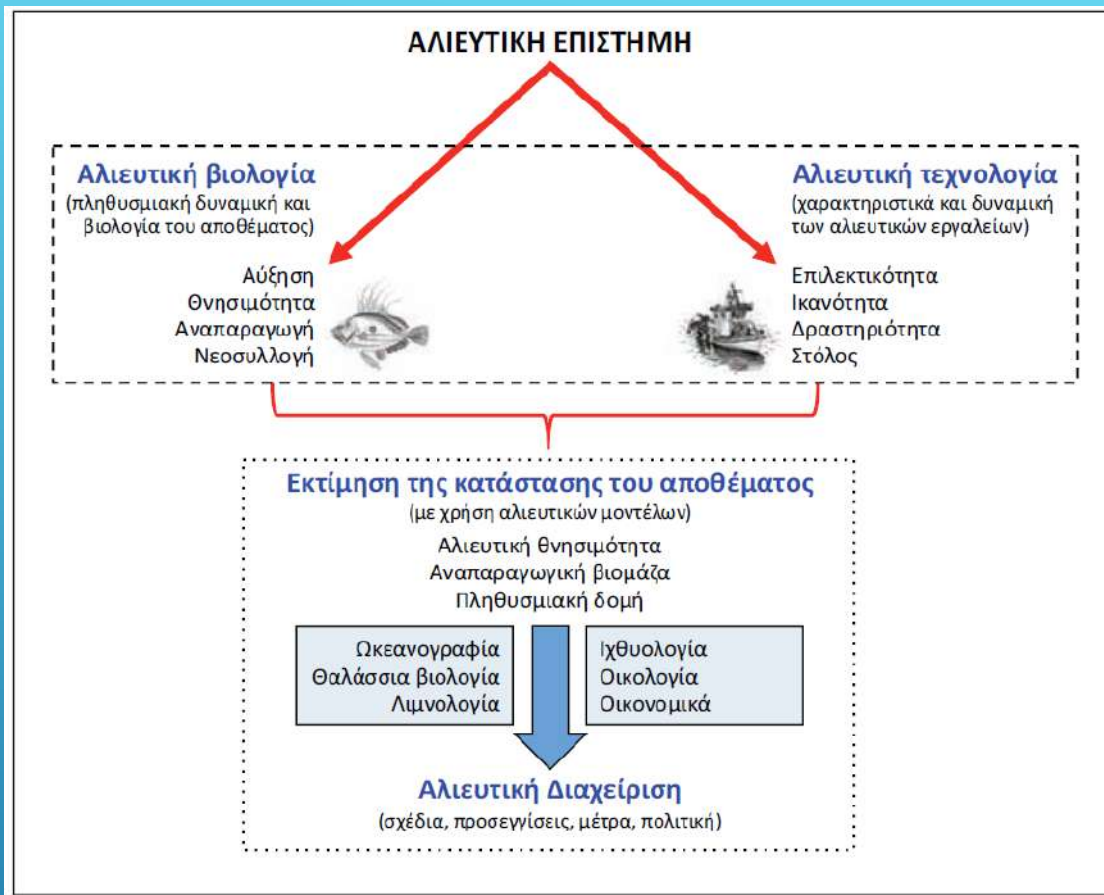 ΑΛΙΕΥΤΙΚΗ ΕΠΙΣΤΗΜΗ
Αλιευτική βιολογία
(πληθυσμιακή δυναμική και
βιολογία του αποθέματος)
Αύξηση
Θνησιμότητα
Αναπαραγωγή
Νεοσυλλογή
Αλιευτική τεχνολογία
(χαρακτηριστικά και δυναμική
των αλιευτικών εργαλείων)
Επιλεκτικότητα
Ικανότητα
Δραστηριότητα
Στόλος
Εκτίμηση της κατάστασης του αποθέματος
(με χρήση αλιευτικών μοντέλων)
Αλιευτική θνησιμότητα
Αναπαραγωγική βιομάζα
Πληθυσμιακή δομή
Ωκεανογραφία
Θαλάσσια βιολογία
Λιμνολογία
Ιχθυολογία
Οικολογία
Οικονομικά
Αλιευτική Διαχείριση
(σχέδια, προσεγγίσεις, μέτρα, πολιτική)